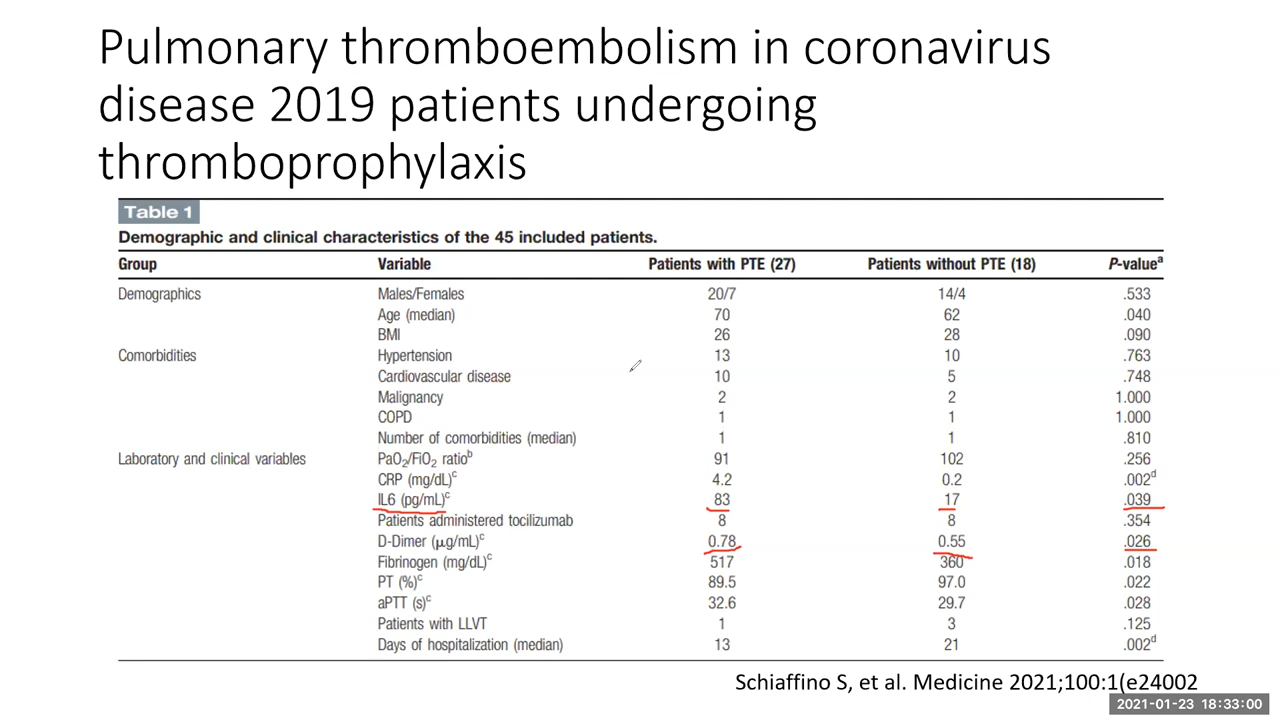 Pulmonary thromboembolism in coronavirus
disease 2019 patients undergoing
thromboprophylaxis
Table 1
Demographic and clinical characteristics of the 45 included patients.
Group Variable Patients with PTE (27) Patients without PTE (18) P-valueᵃ
Demographics Males/Females 20/7 14/4 .533
Age (median) 70 62 .040
BMI 26 28 .090
Comorbidities Hypertension 13 10 .763
Cardiovascular disease 10 5 .748
Malignancy 2 2 1.000
COPD 1 1 1.000
Number of comorbidities (median) 1 1 .810
Laboratory and clinical variables PaO₂/FiO₂ ratioᵇ 91 102 .256
CRP (mg/dL)ᶜ 4.2 0.2 .002ᵈ
IL6 (pg/mL)ᶜ 83 17 .039
Patients administered tocilizumab 8 8 .354
D-Dimer (μg/mL)ᶜ 0.78 0.55 .026
Fibrinogen (mg/dL)ᶜ 517 360 .018
PT (%)ᶜ 89.5 97.0 .022
aPTT (s)ᶜ 32.6 29.7 .028
Patients with LLVT 1 3 .125
Days of hospitalization (median) 13 21 .002ᵈ
Schiaffino S, et al. Medicine 2021;100:1(e24002
2021-01-23 18:33:00